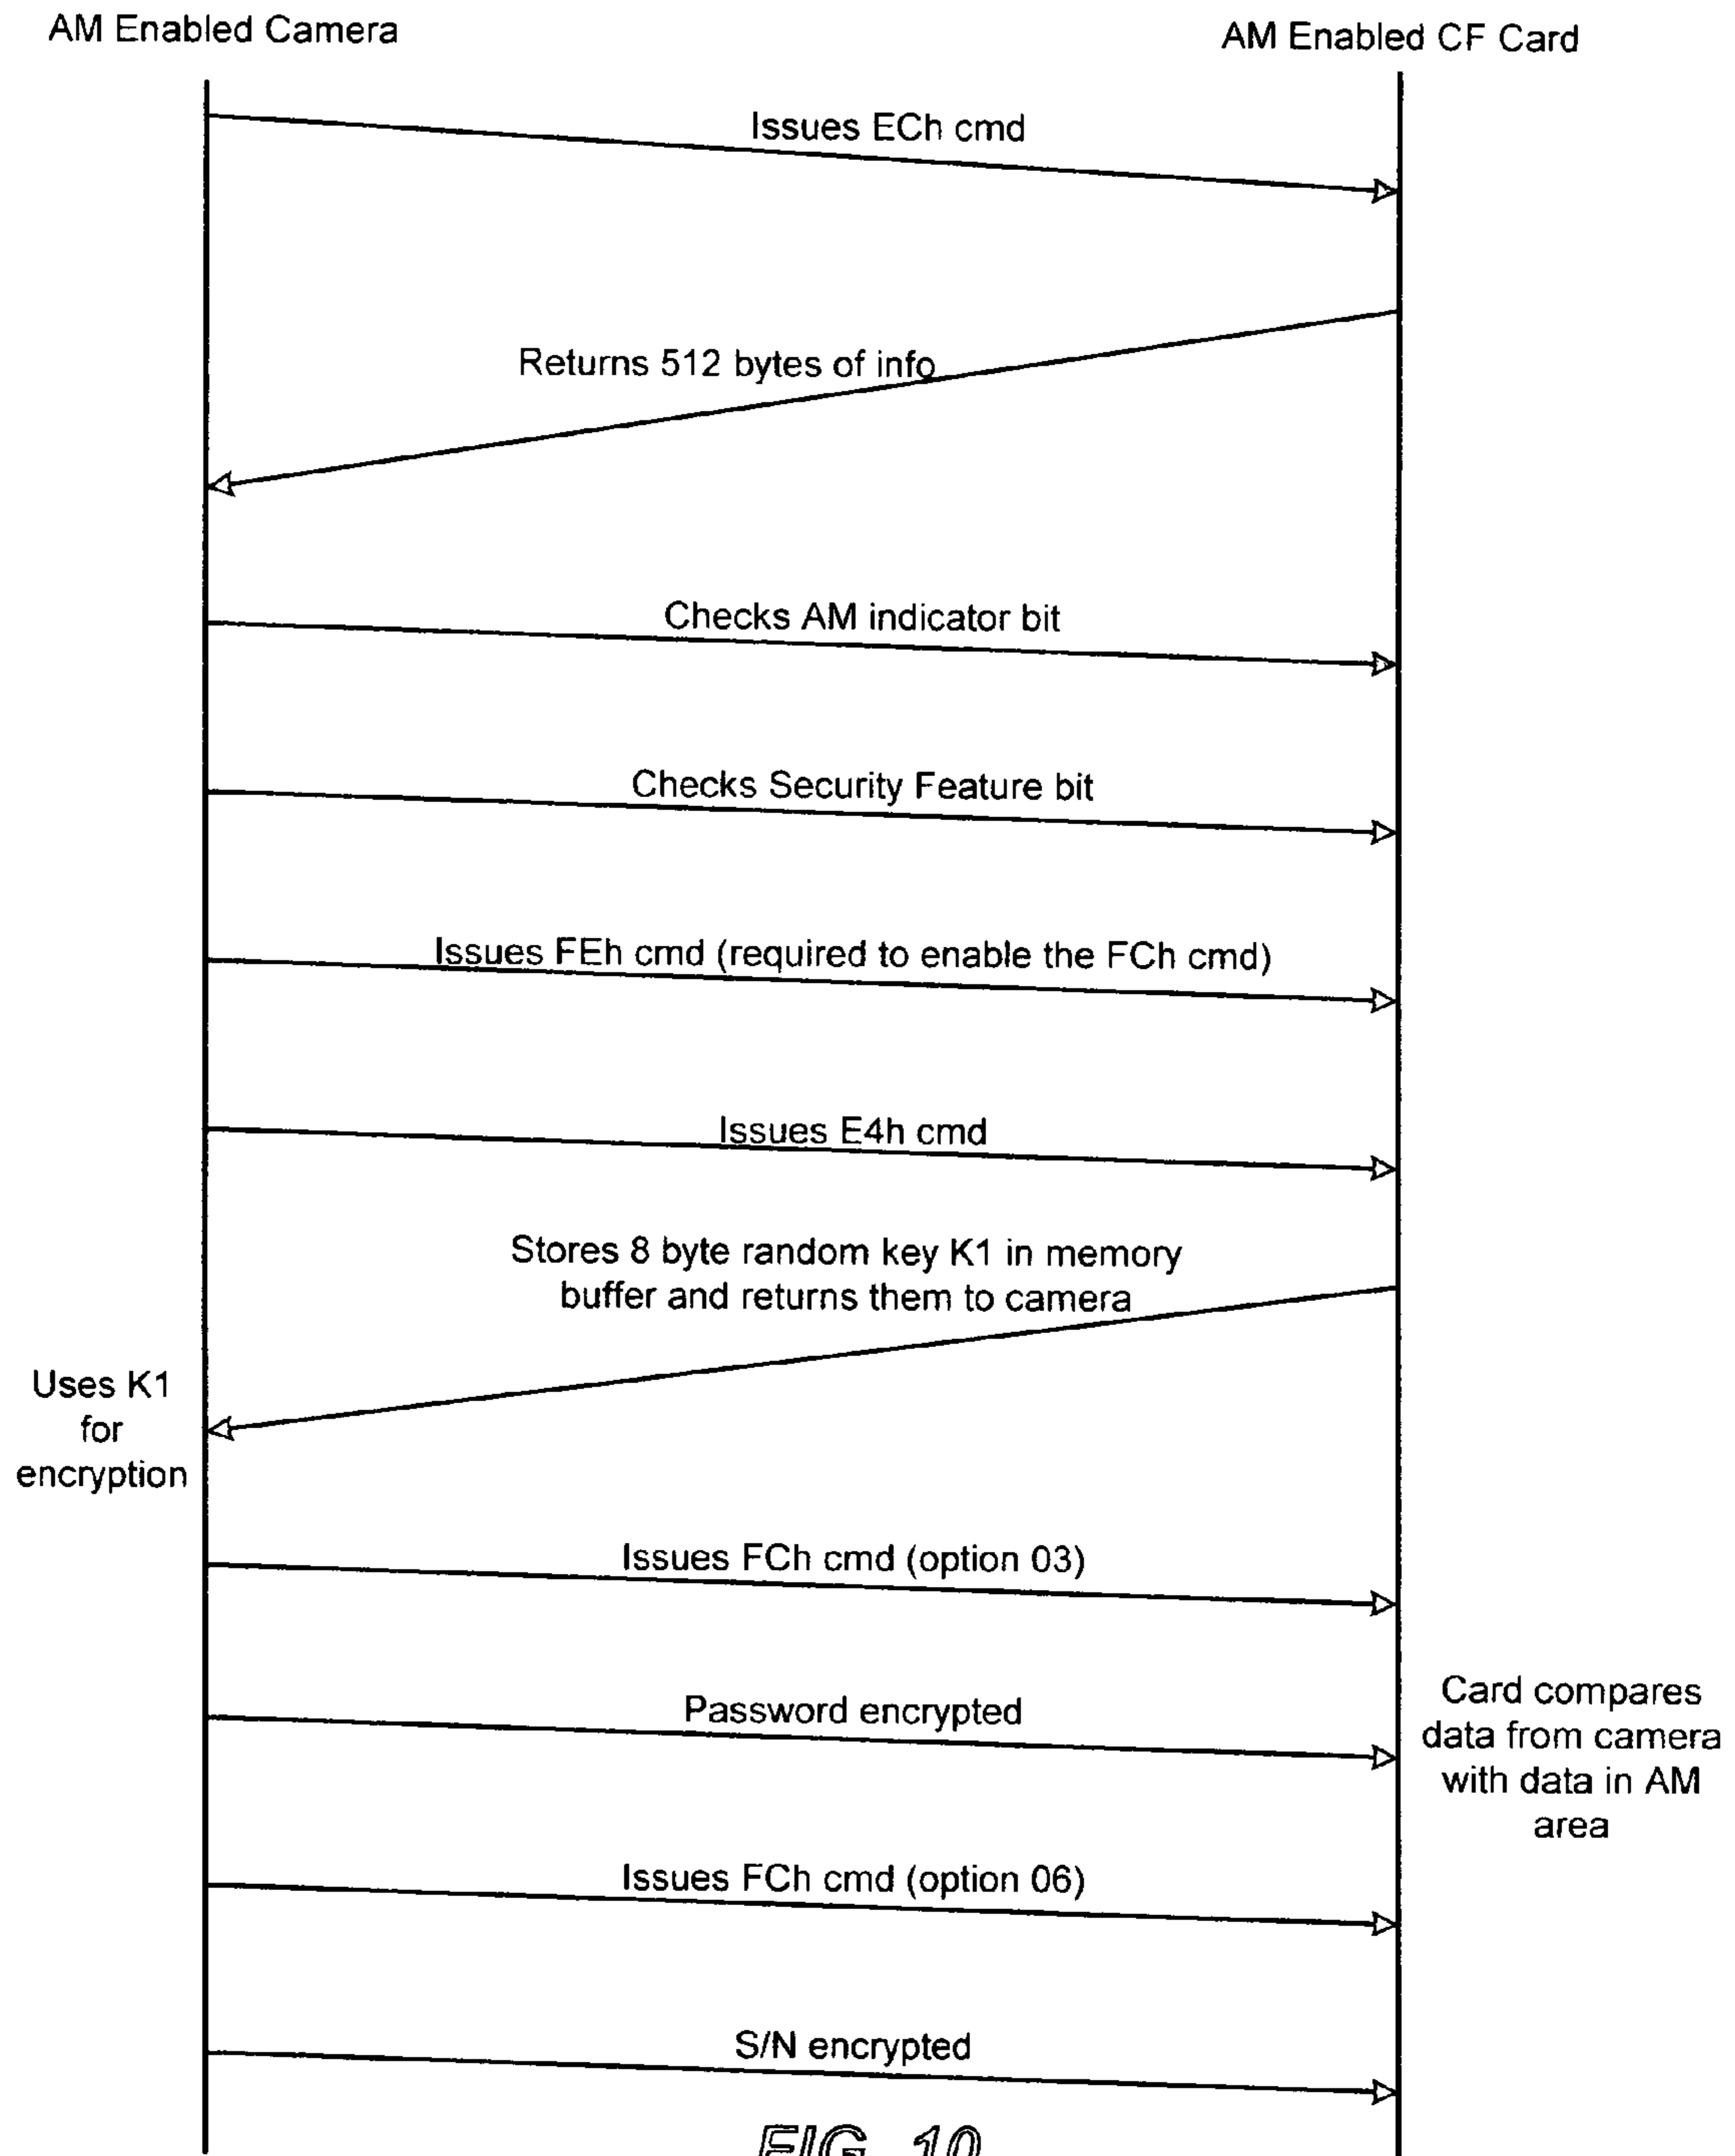 AM Enabled Camera
AM Enabled CF Card
Issues ECh cmd
Returns 512 bytes of info
Checks AM indicator bit
Checks Security Feature bit
Issues FEh cmd (required to enable the FCh cmd)
Issues E4h cmd
Stores 8 byte random key K1 in memory
buffer and returns them to camera
Uses K1
for
encryption
Issues FCh cmd (option 03)
Password encrypted
Card compares
data from camera
with data in AM
area
Issues FCh cmd (option 06)
S/N encrypted
FIG. 10